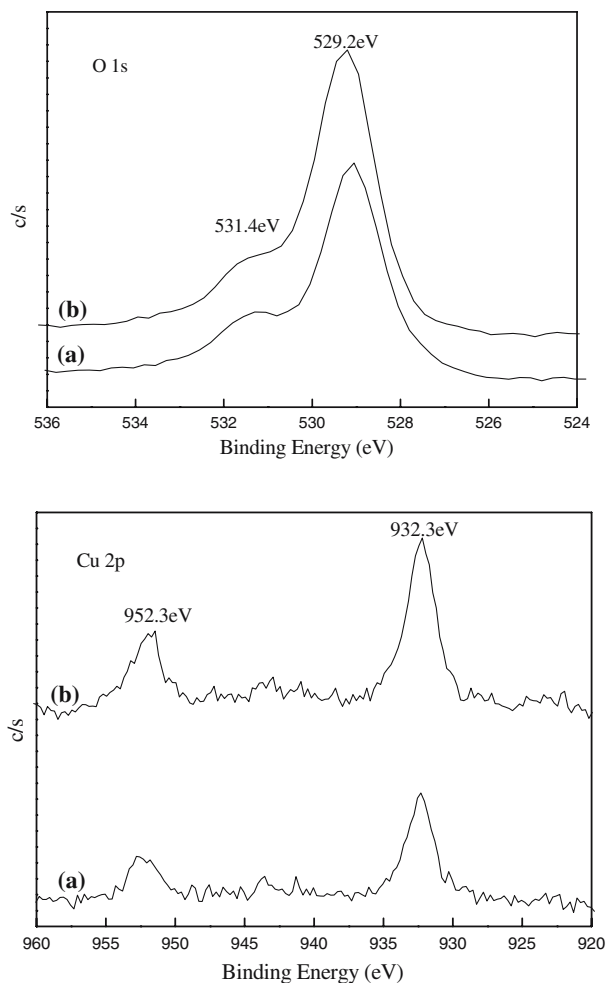 529.2eV
O 1s
531.4eV
c/s
(b)
(a)
536 534 532 530 528 526 524
Binding Energy (eV)
932.3eV
Cu 2p
952.3eV
(b)
c/s
(a)
960 955 950 945 940 935 930 925 920
Binding Energy (eV)